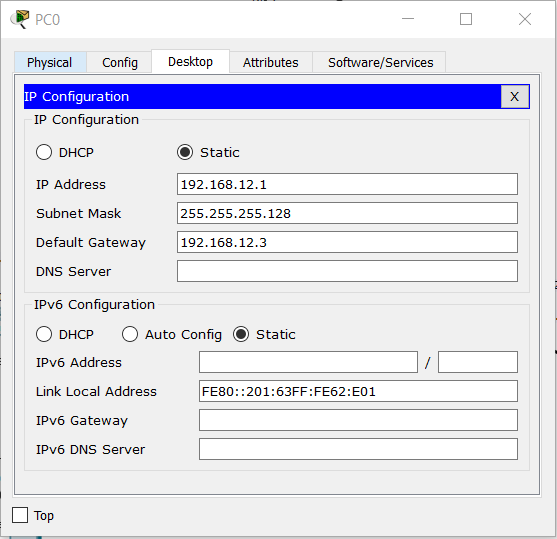 PC0
Physical Config Desktop Attributes Software/Services
IP Configuration X
IP Configuration
DHCP Static
IP Address 192.168.12.1
Subnet Mask 255.255.255.128
Default Gateway 192.168.12.3
DNS Server
IPv6 Configuration
DHCP Auto Config Static
IPv6 Address /
Link Local Address FE80::201:63FF:FE62:E01
IPv6 Gateway
IPv6 DNS Server
Top